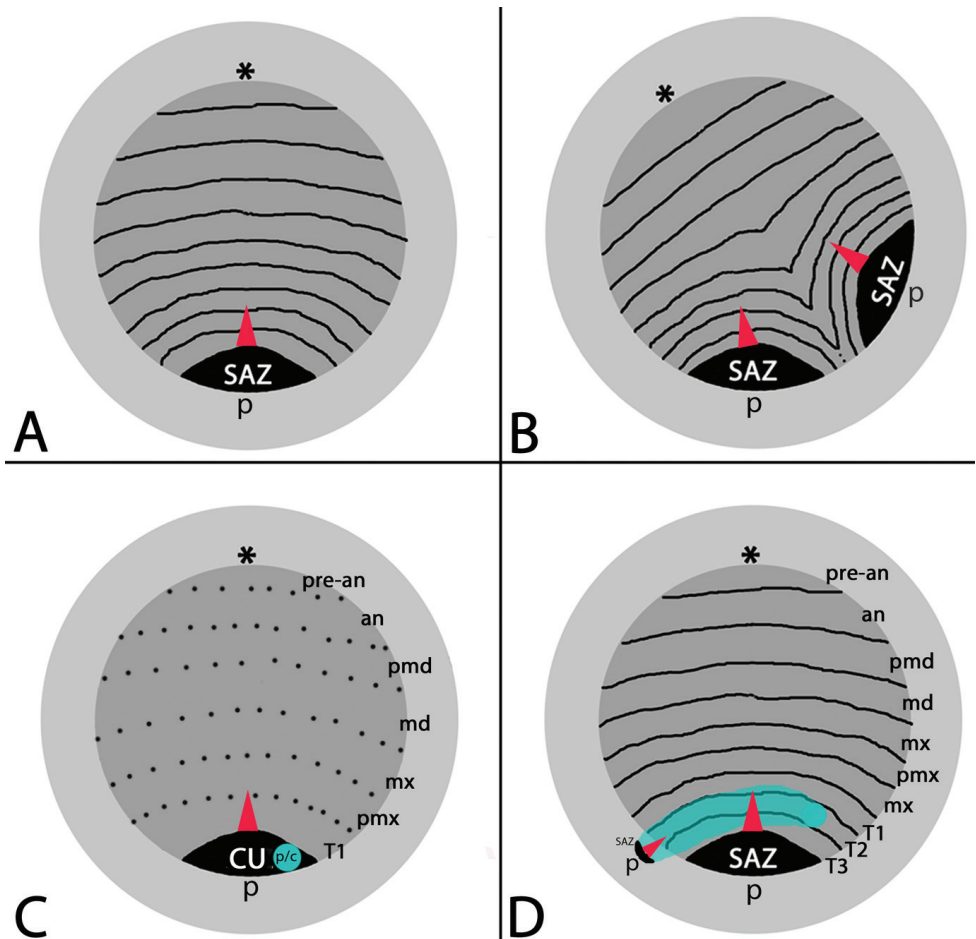 *
SAZ
p
A
*
SAZ
p
SAZ
p
B
*
pre-an
an
pmd
md
mx
pmx
T1
CU
p/c
p
C
*
pre-an
an
pmd
md
mx
pmx
mx
T1
T2
T3
SAZ
p
SAZ
p
D